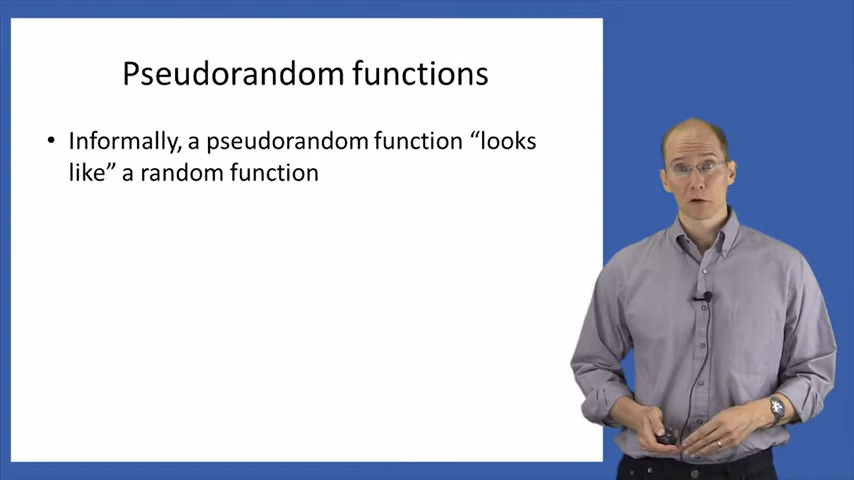 Pseudorandom functions
• Informally, a pseudorandom function “looks
like” a random function